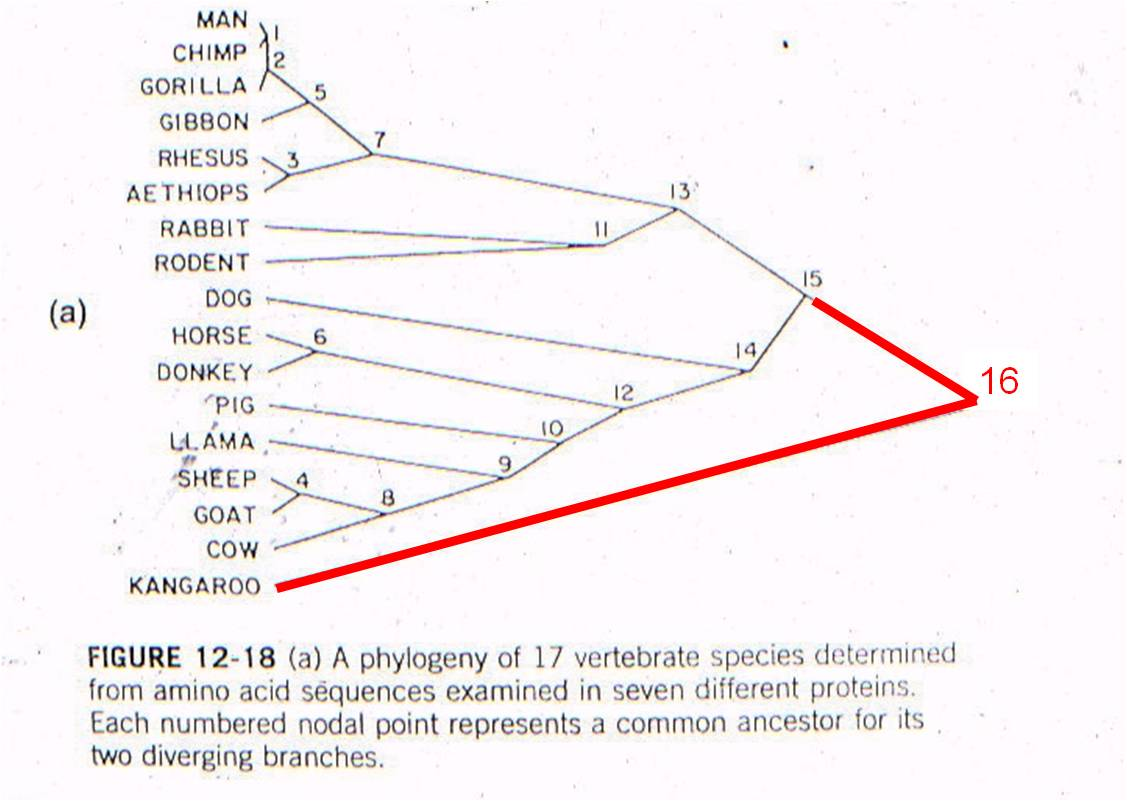 MAN
1
CHIMP
2
GORILLA
5
GIBBON
7
RHESUS
3
AETHIOPS
13
RABBIT
11
RODENT
15
DOG
(a)
HORSE
6
14
DONKEY
16
12
PIG
10
LLAMA
9
SHEEP
4
8
GOAT
COW
KANGAROO
FIGURE 12-18 (a) A phylogeny of 17 vertebrate species determined
from amino acid sequences examined in seven different proteins.
Each numbered nodal point represents a common ancestor for its
two diverging branches.